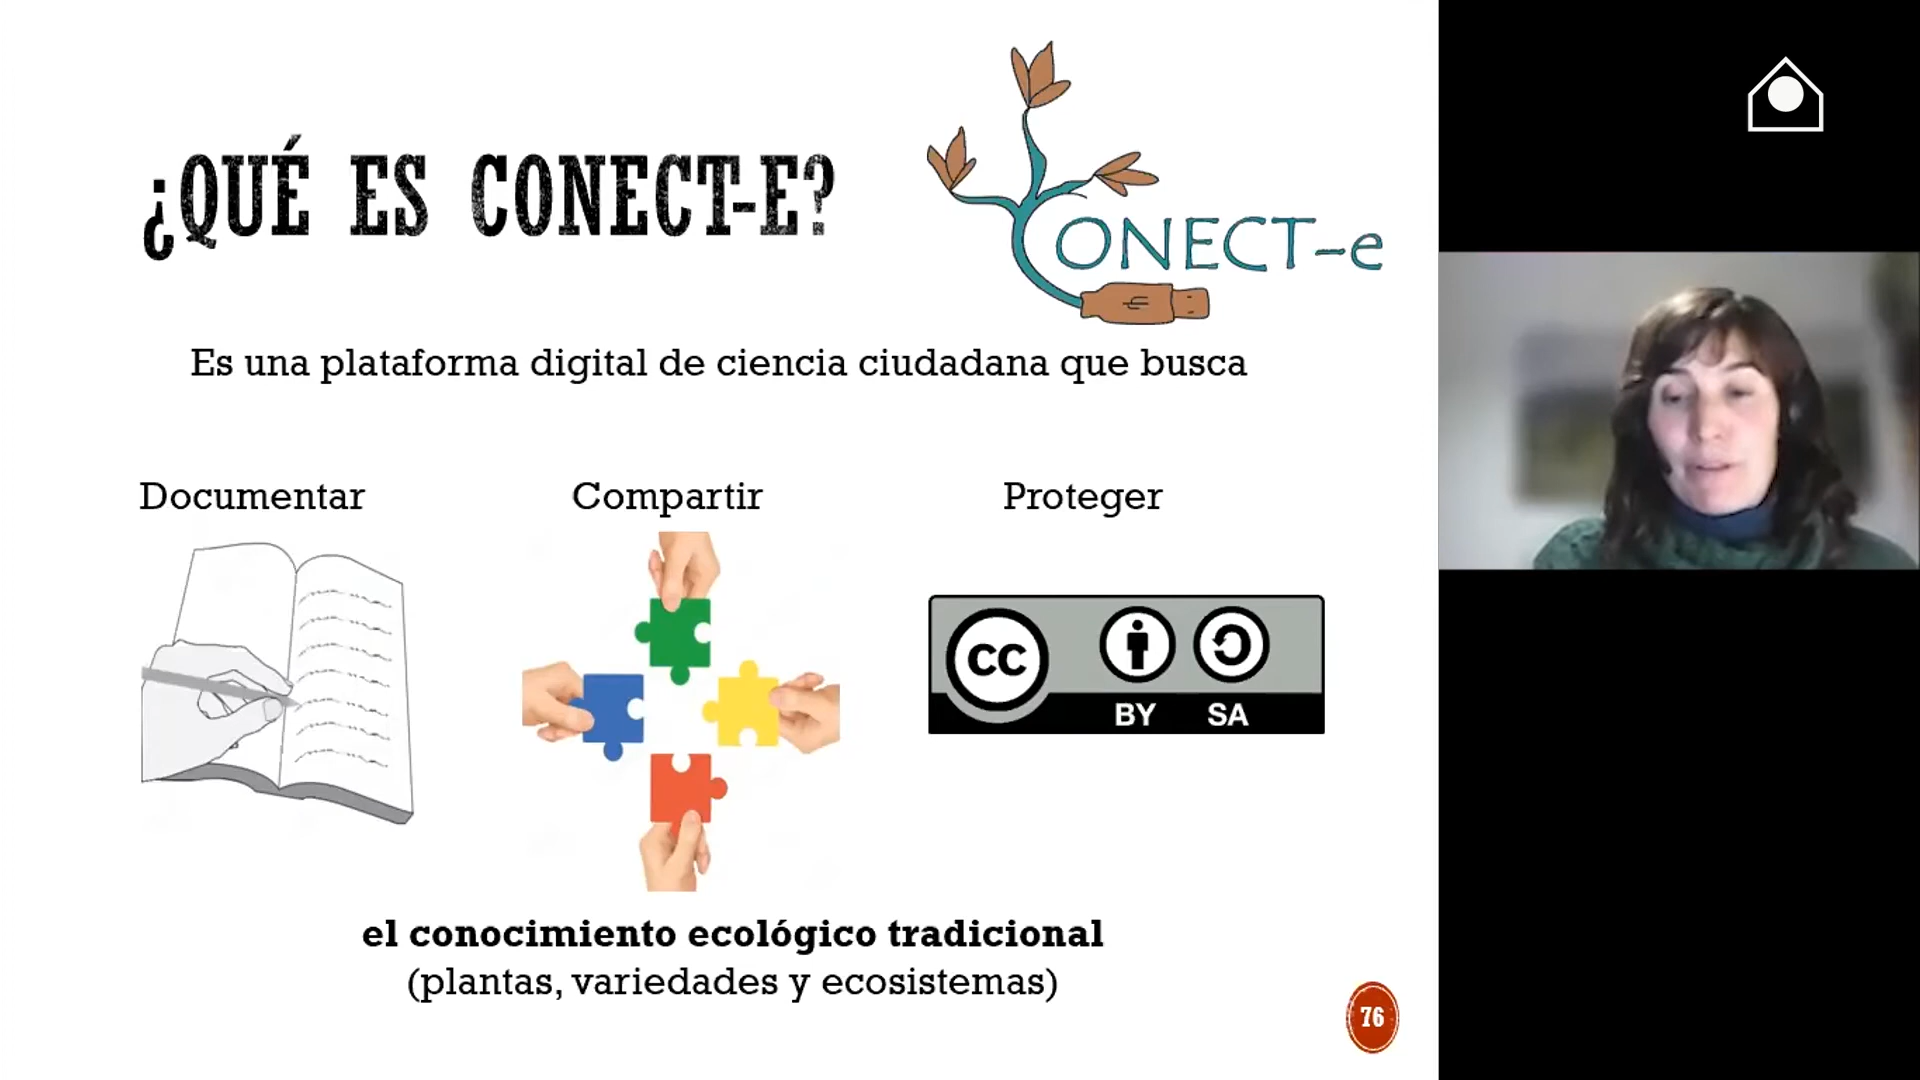 ¿QUÉ ES CONECT-E?
CONECT-e
Es una plataforma digital de ciencia ciudadana que busca
Documentar
Compartir
Proteger
cc
BY SA
el conocimiento ecológico tradicional
(plantas, variedades y ecosistemas)
76